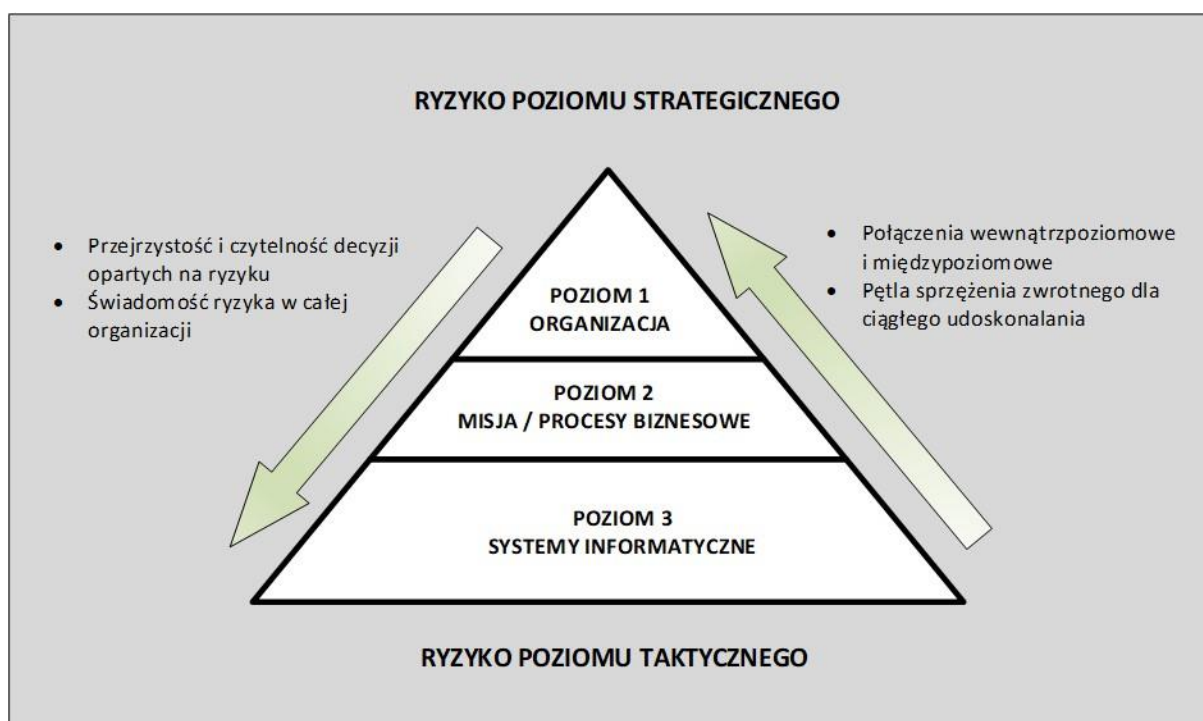 RYZYKO POZIOMU STRATEGICZNEGO
• Przejrzystość i czytelność decyzji
opartych na ryzyku
• Świadomość ryzyka w całej
organizacji
• Połączenia wewnątrzpoziomowe
i międzypoziomowe
• Pętla sprzężenia zwrotnego dla
ciągłego udoskonalania
POZIOM 1
ORGANIZACJA
POZIOM 2
MISJA / PROCESY BIZNESOWE
POZIOM 3
SYSTEMY INFORMATYCZNE
RYZYKO POZIOMU TAKTYCZNEGO